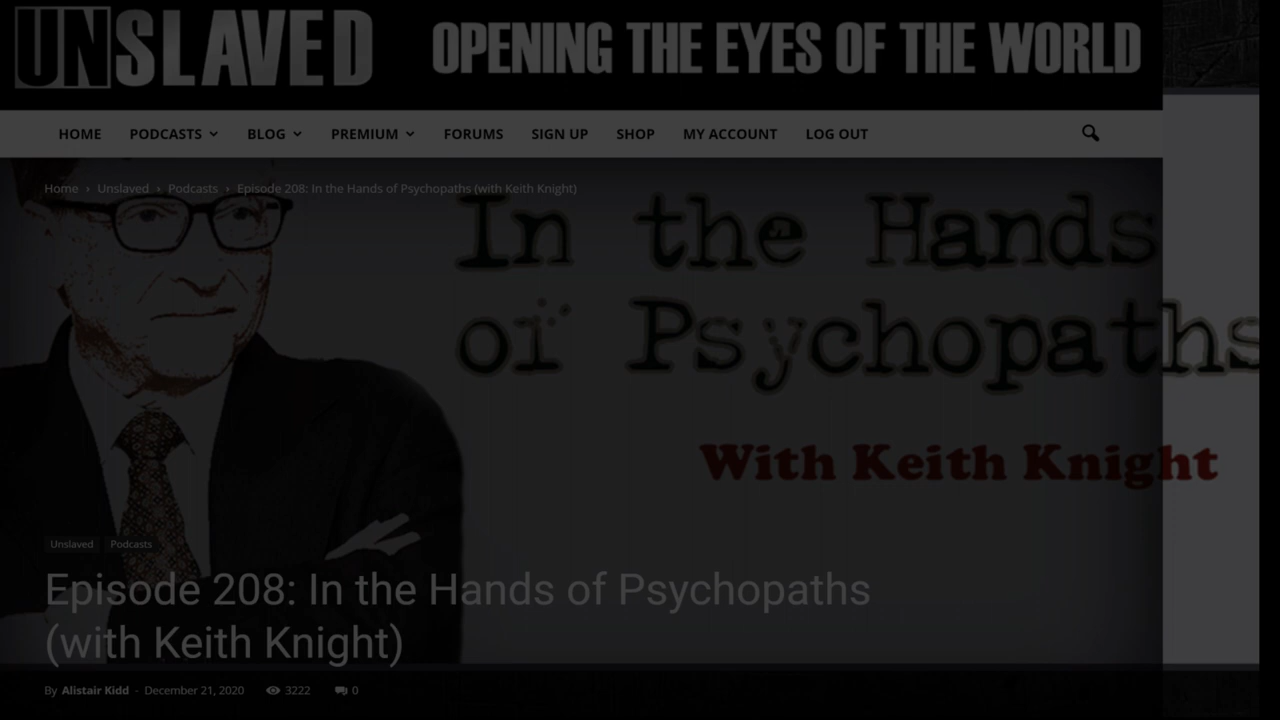 UNSLAVED OPENING THE EYES OF THE WORLD
HOME PODCASTS BLOG PREMIUM FORUMS SIGN UP SHOP MY ACCOUNT LOG OUT
Home › Unslaved › Podcasts › Episode 208: In the Hands of Psychopaths (with Keith Knight)
In the Hands
of Psychopaths
With Keith Knight
Unslaved Podcasts
Episode 208: In the Hands of Psychopaths
(with Keith Knight)
By Alistair Kidd - December 21, 2020 3222 0